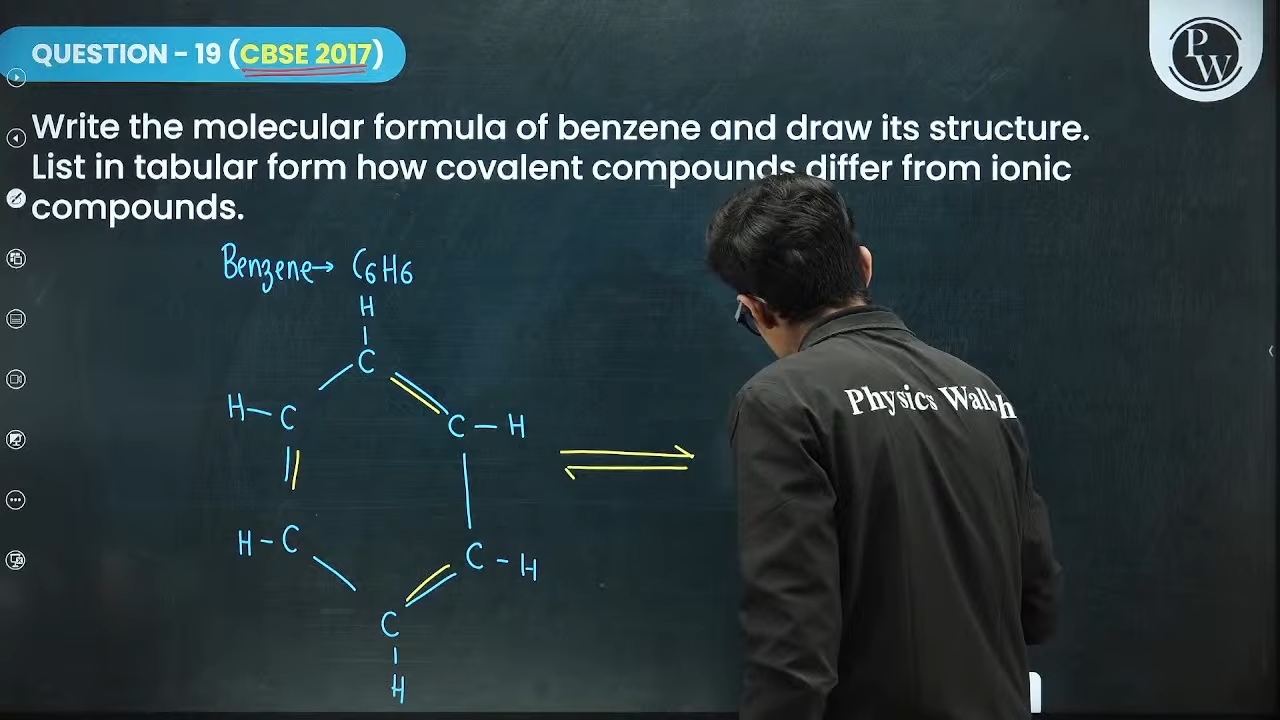 QUESTION - 19 (CBSE 2017)
PW
Write the molecular formula of benzene and draw its structure.
List in tabular form how covalent compounds differ from ionic
compounds.
Benzene→ C6H6
H
C
H–C
C–H
H–C
C–H
C
H
Physics Wallah